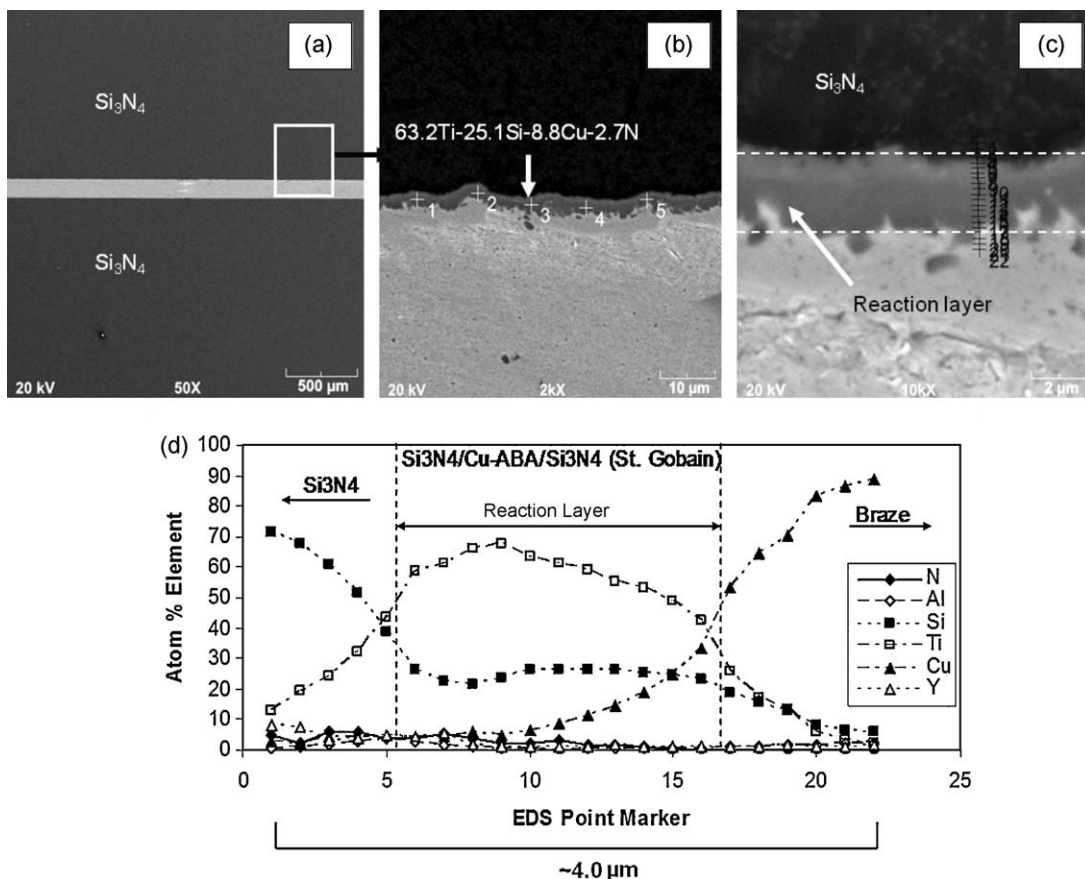 (a)
Si3N4
Si3N4
20 kV
50X
500 µm
(b)
63.2Ti-25.1Si-8.8Cu-2.7N
1
2
3
4
5
20 kV
2kX
10 µm
(c)
Si3N4
22
Reaction layer
20 kV
10kX
2 µm
(d)
Si3N4/Cu-ABA/Si3N4 (St. Gobain)
Si3N4
Reaction Layer
Braze
N
Al
Si
Ti
Cu
Y
Atom % Element
100
90
80
70
60
50
40
30
20
10
0
0
5
10
15
20
25
EDS Point Marker
~4.0 µm